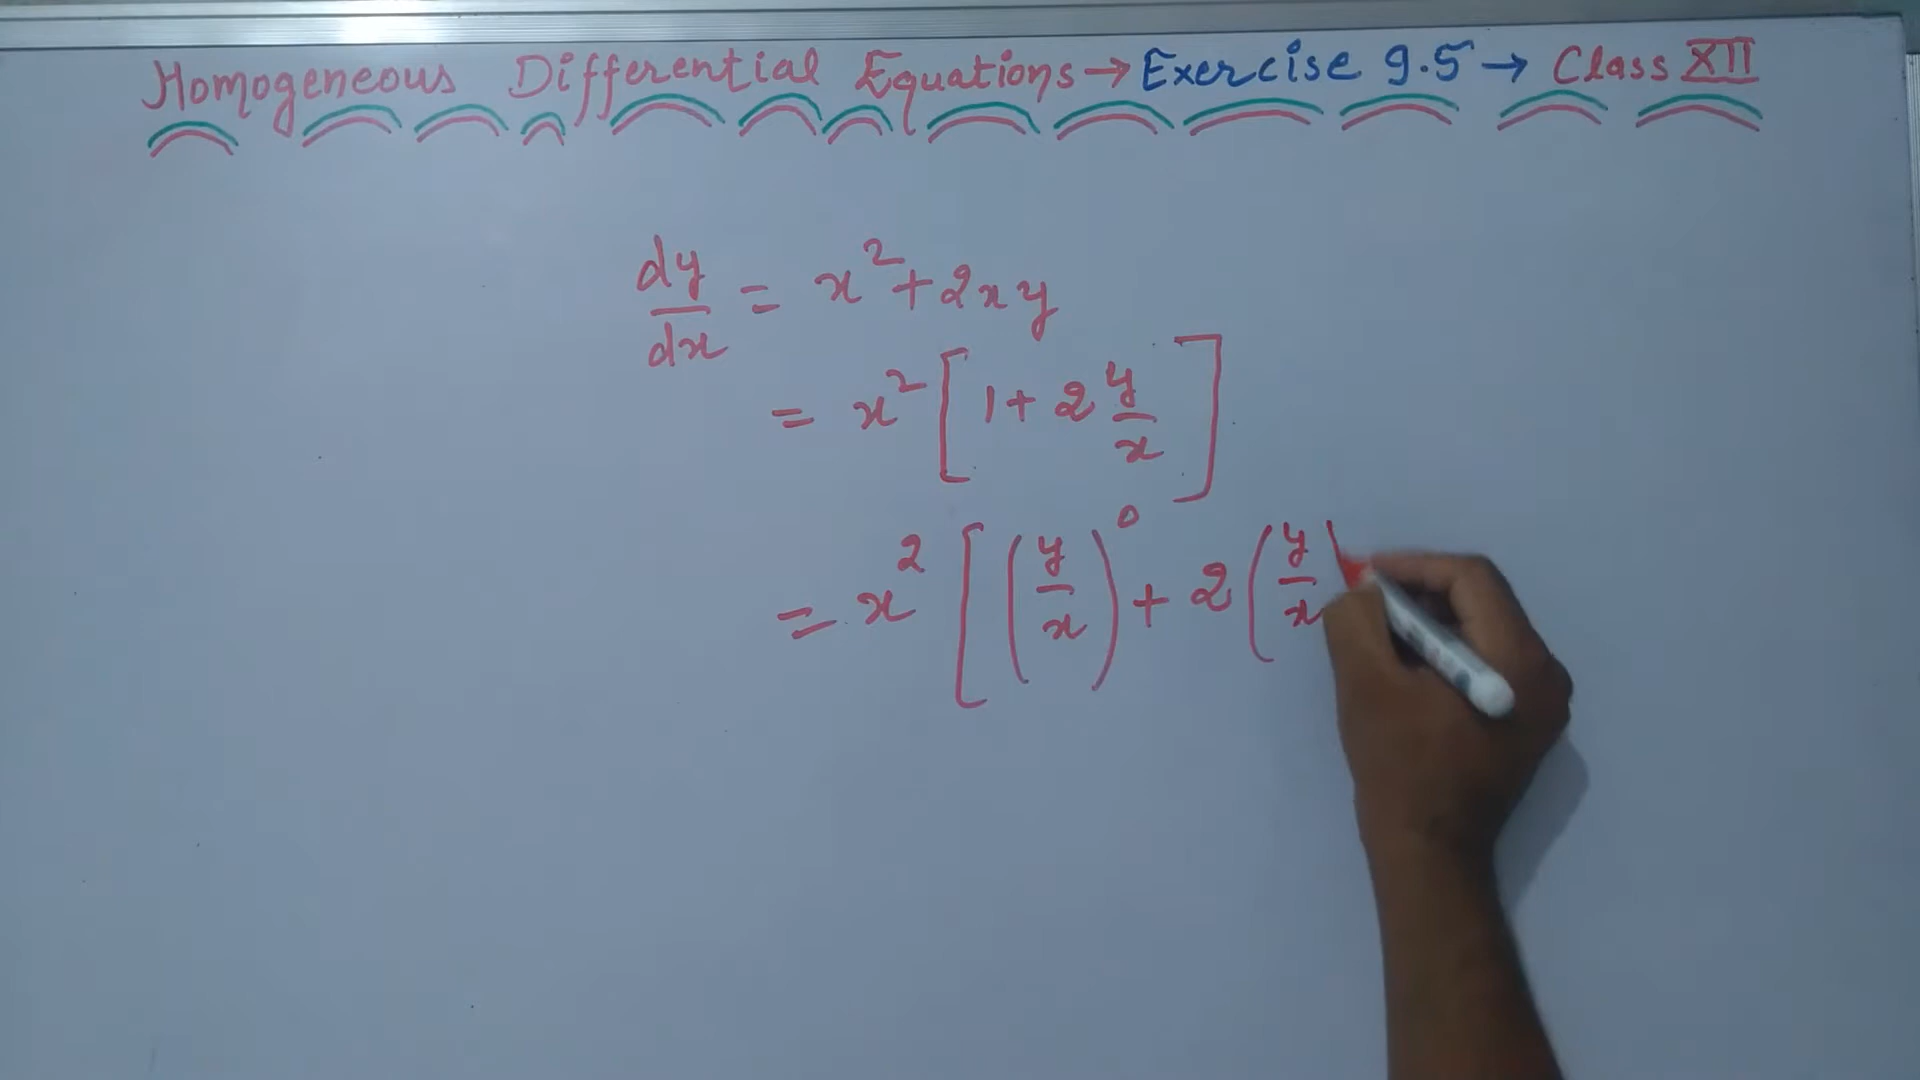 Homogeneous Differential Equations → Exercise 9.5 → Class XII
dy/dx = x² + 2xy
= x² [ 1 + 2 y/x ]
= x² [ (y/x)⁰ + 2 (y/x)